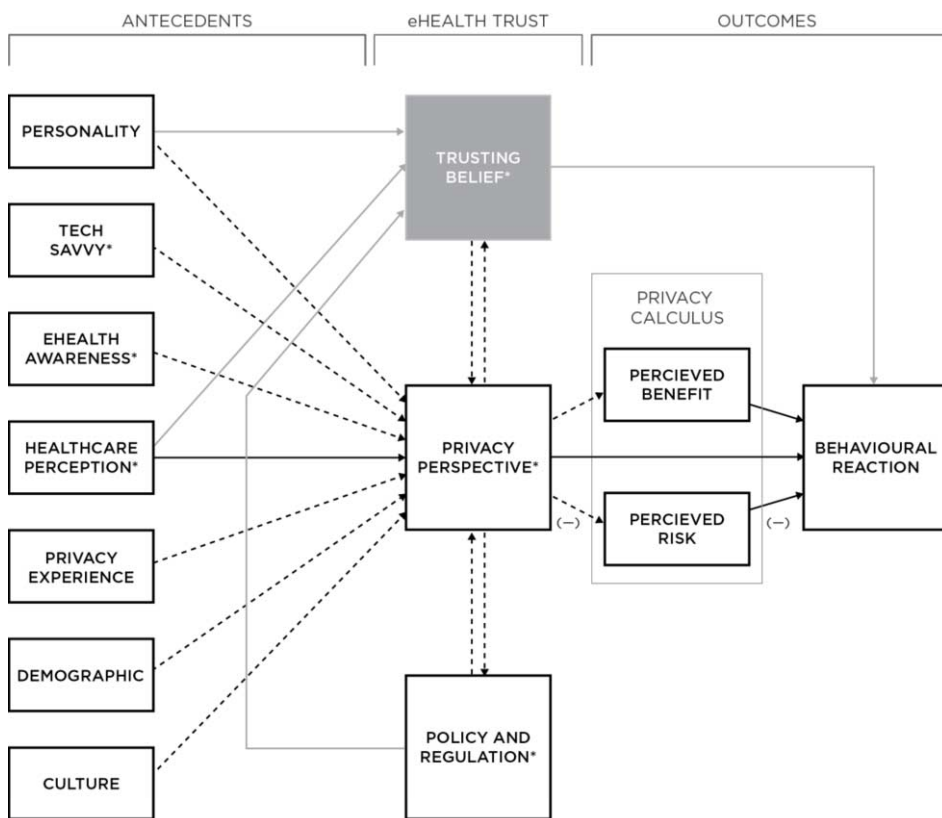 ANTECEDENTS
eHEALTH TRUST
OUTCOMES
PERSONALITY
TECH
SAVVY*
EHEALTH
AWARENESS*
HEALTHCARE
PERCEPTION*
PRIVACY
EXPERIENCE
DEMOGRAPHIC
CULTURE
TRUSTING
BELIEF*
PRIVACY
PERSPECTIVE*
(—)
POLICY AND
REGULATION*
PRIVACY
CALCULUS
PERCIEVED
BENEFIT
PERCIEVED
RISK
(—)
BEHAVIOURAL
REACTION